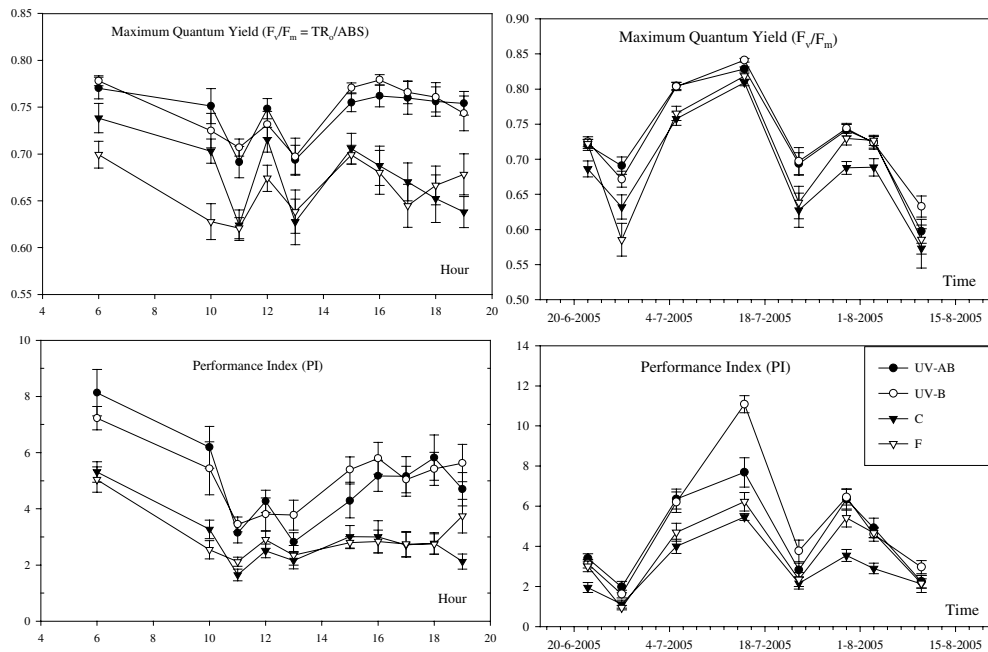 Maximum Quantum Yield (Fv/Fm = TRo/ABS)
0.85
0.80
0.75
0.70
0.65
0.60
0.55
Hour
4 6 8 10 12 14 16 18 20
Maximum Quantum Yield (Fv/Fm)
0.90
0.85
0.80
0.75
0.70
0.65
0.60
0.55
0.50
Time
20-6-2005 4-7-2005 18-7-2005 1-8-2005 15-8-2005
Performance Index (PI)
10
8
6
4
2
0
Hour
4 6 8 10 12 14 16 18 20
Performance Index (PI)
14
12
10
8
6
4
2
0
UV-AB
UV-B
C
F
Time
20-6-2005 4-7-2005 18-7-2005 1-8-2005 15-8-2005